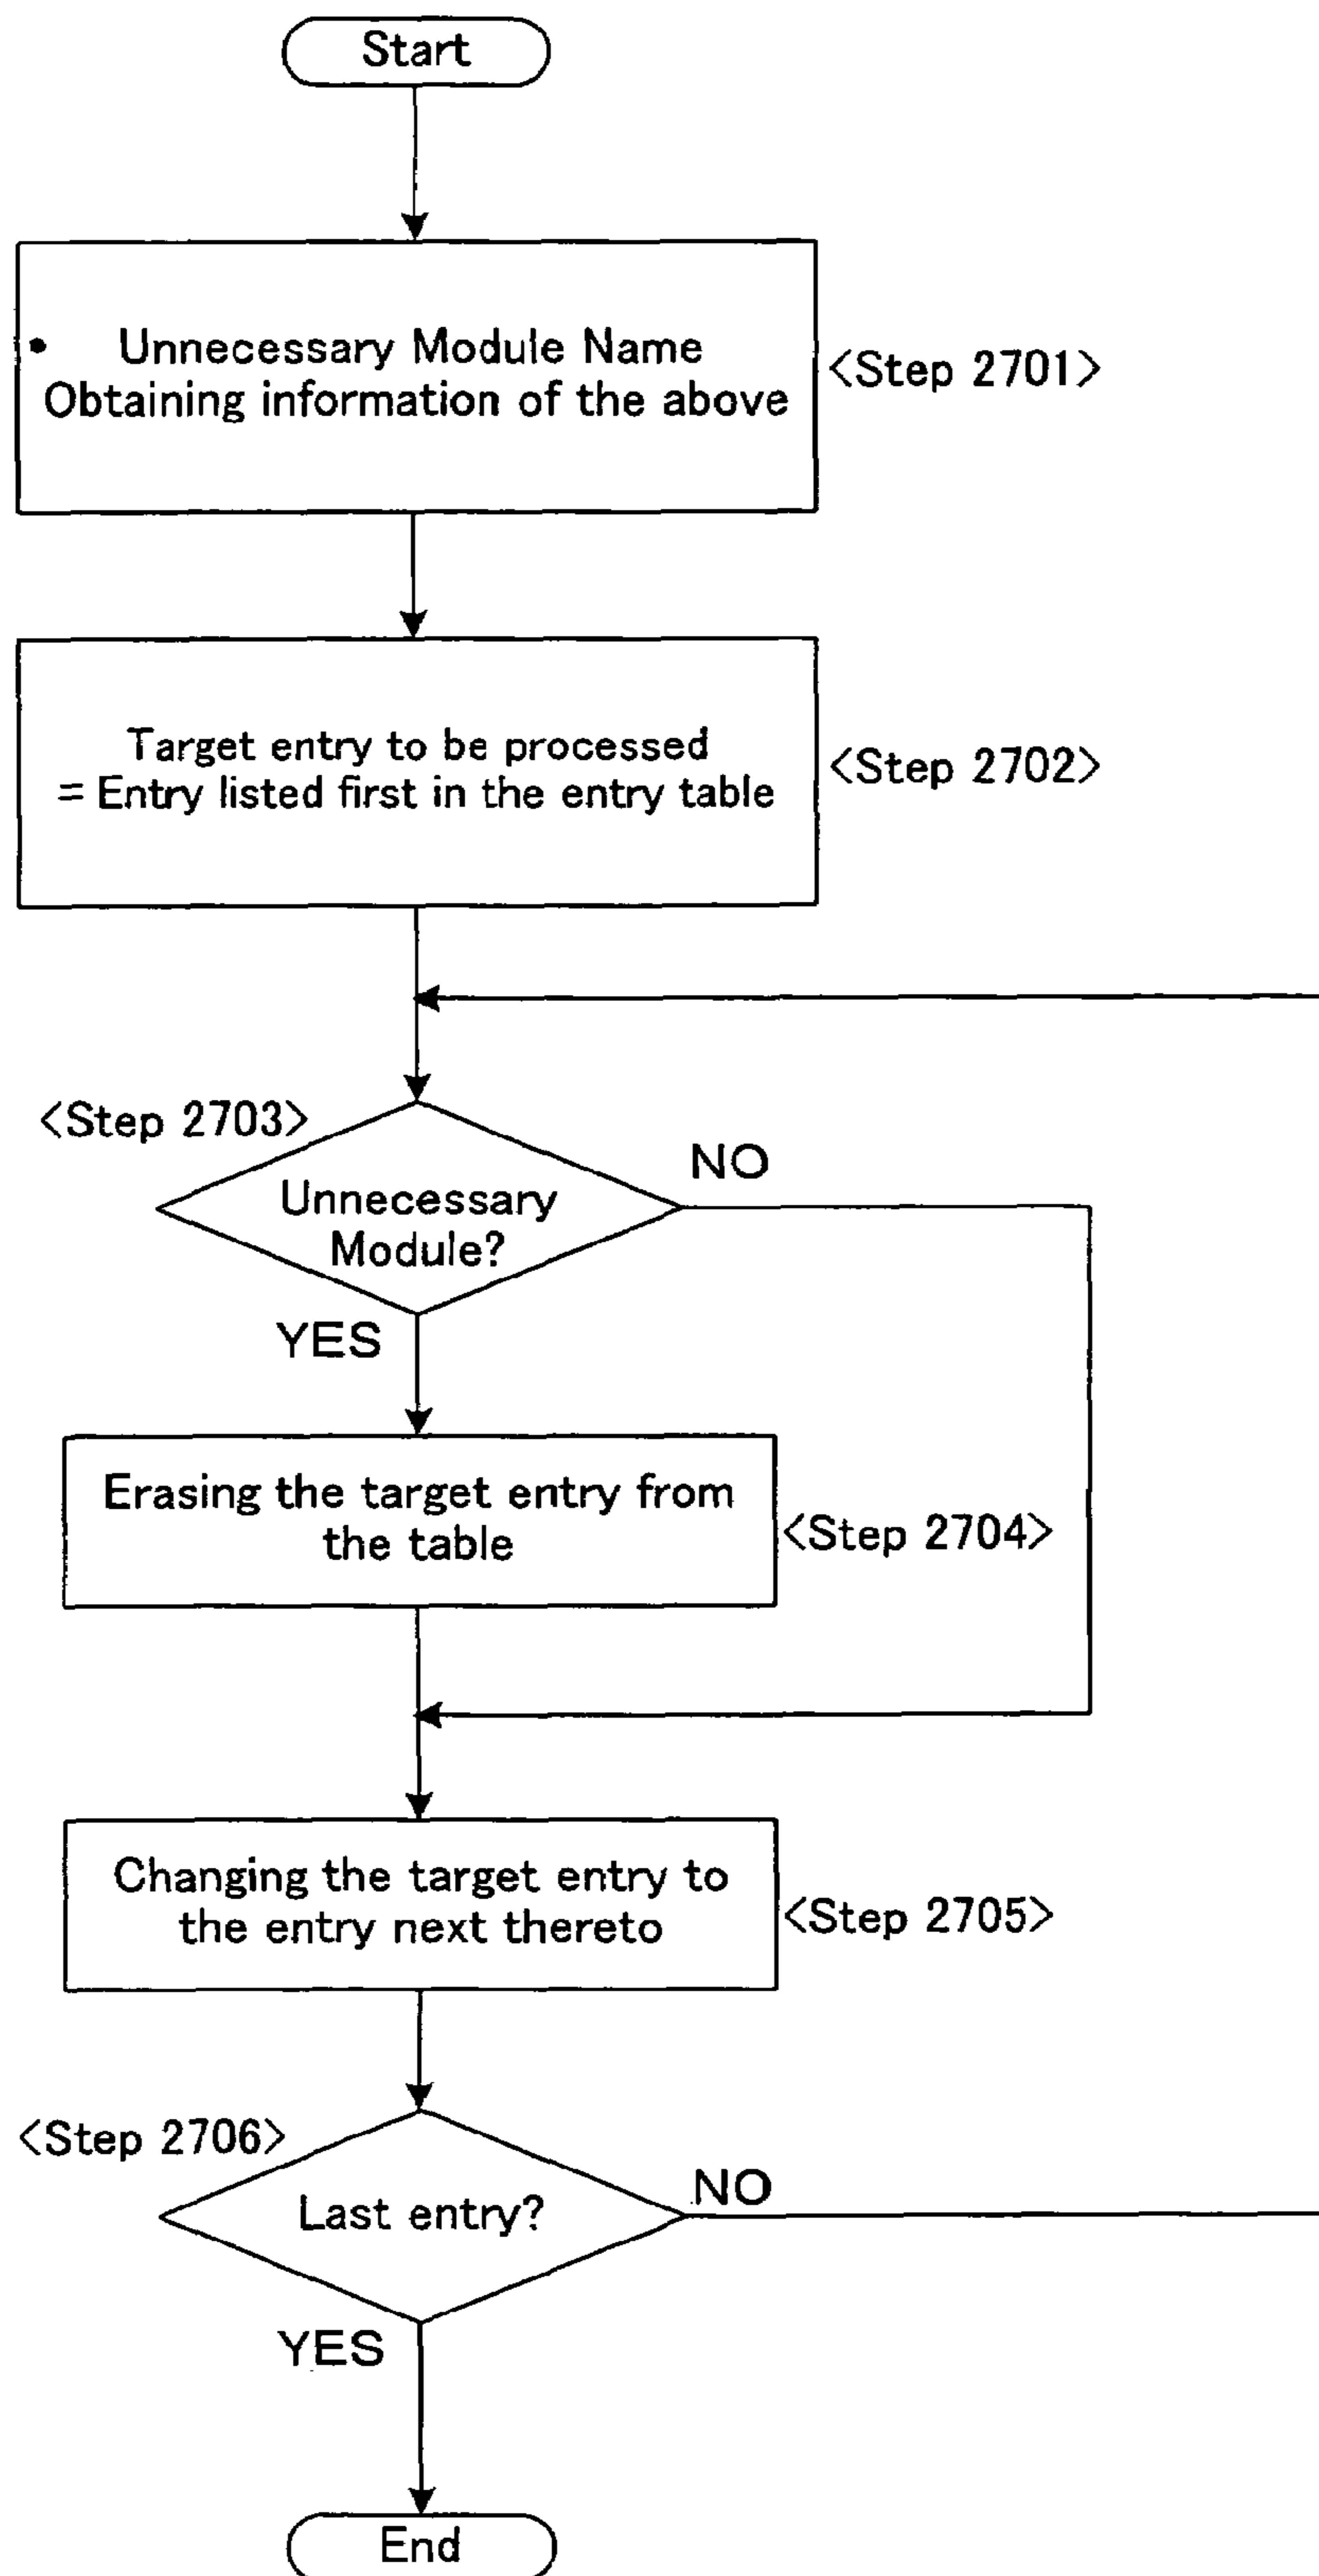 Start
• Unnecessary Module Name
Obtaining information of the above
<Step 2701>
Target entry to be processed
= Entry listed first in the entry table
<Step 2702>
<Step 2703>
Unnecessary
Module?
NO
YES
Erasing the target entry from
the table
<Step 2704>
Changing the target entry to
the entry next thereto
<Step 2705>
<Step 2706>
Last entry?
NO
YES
End